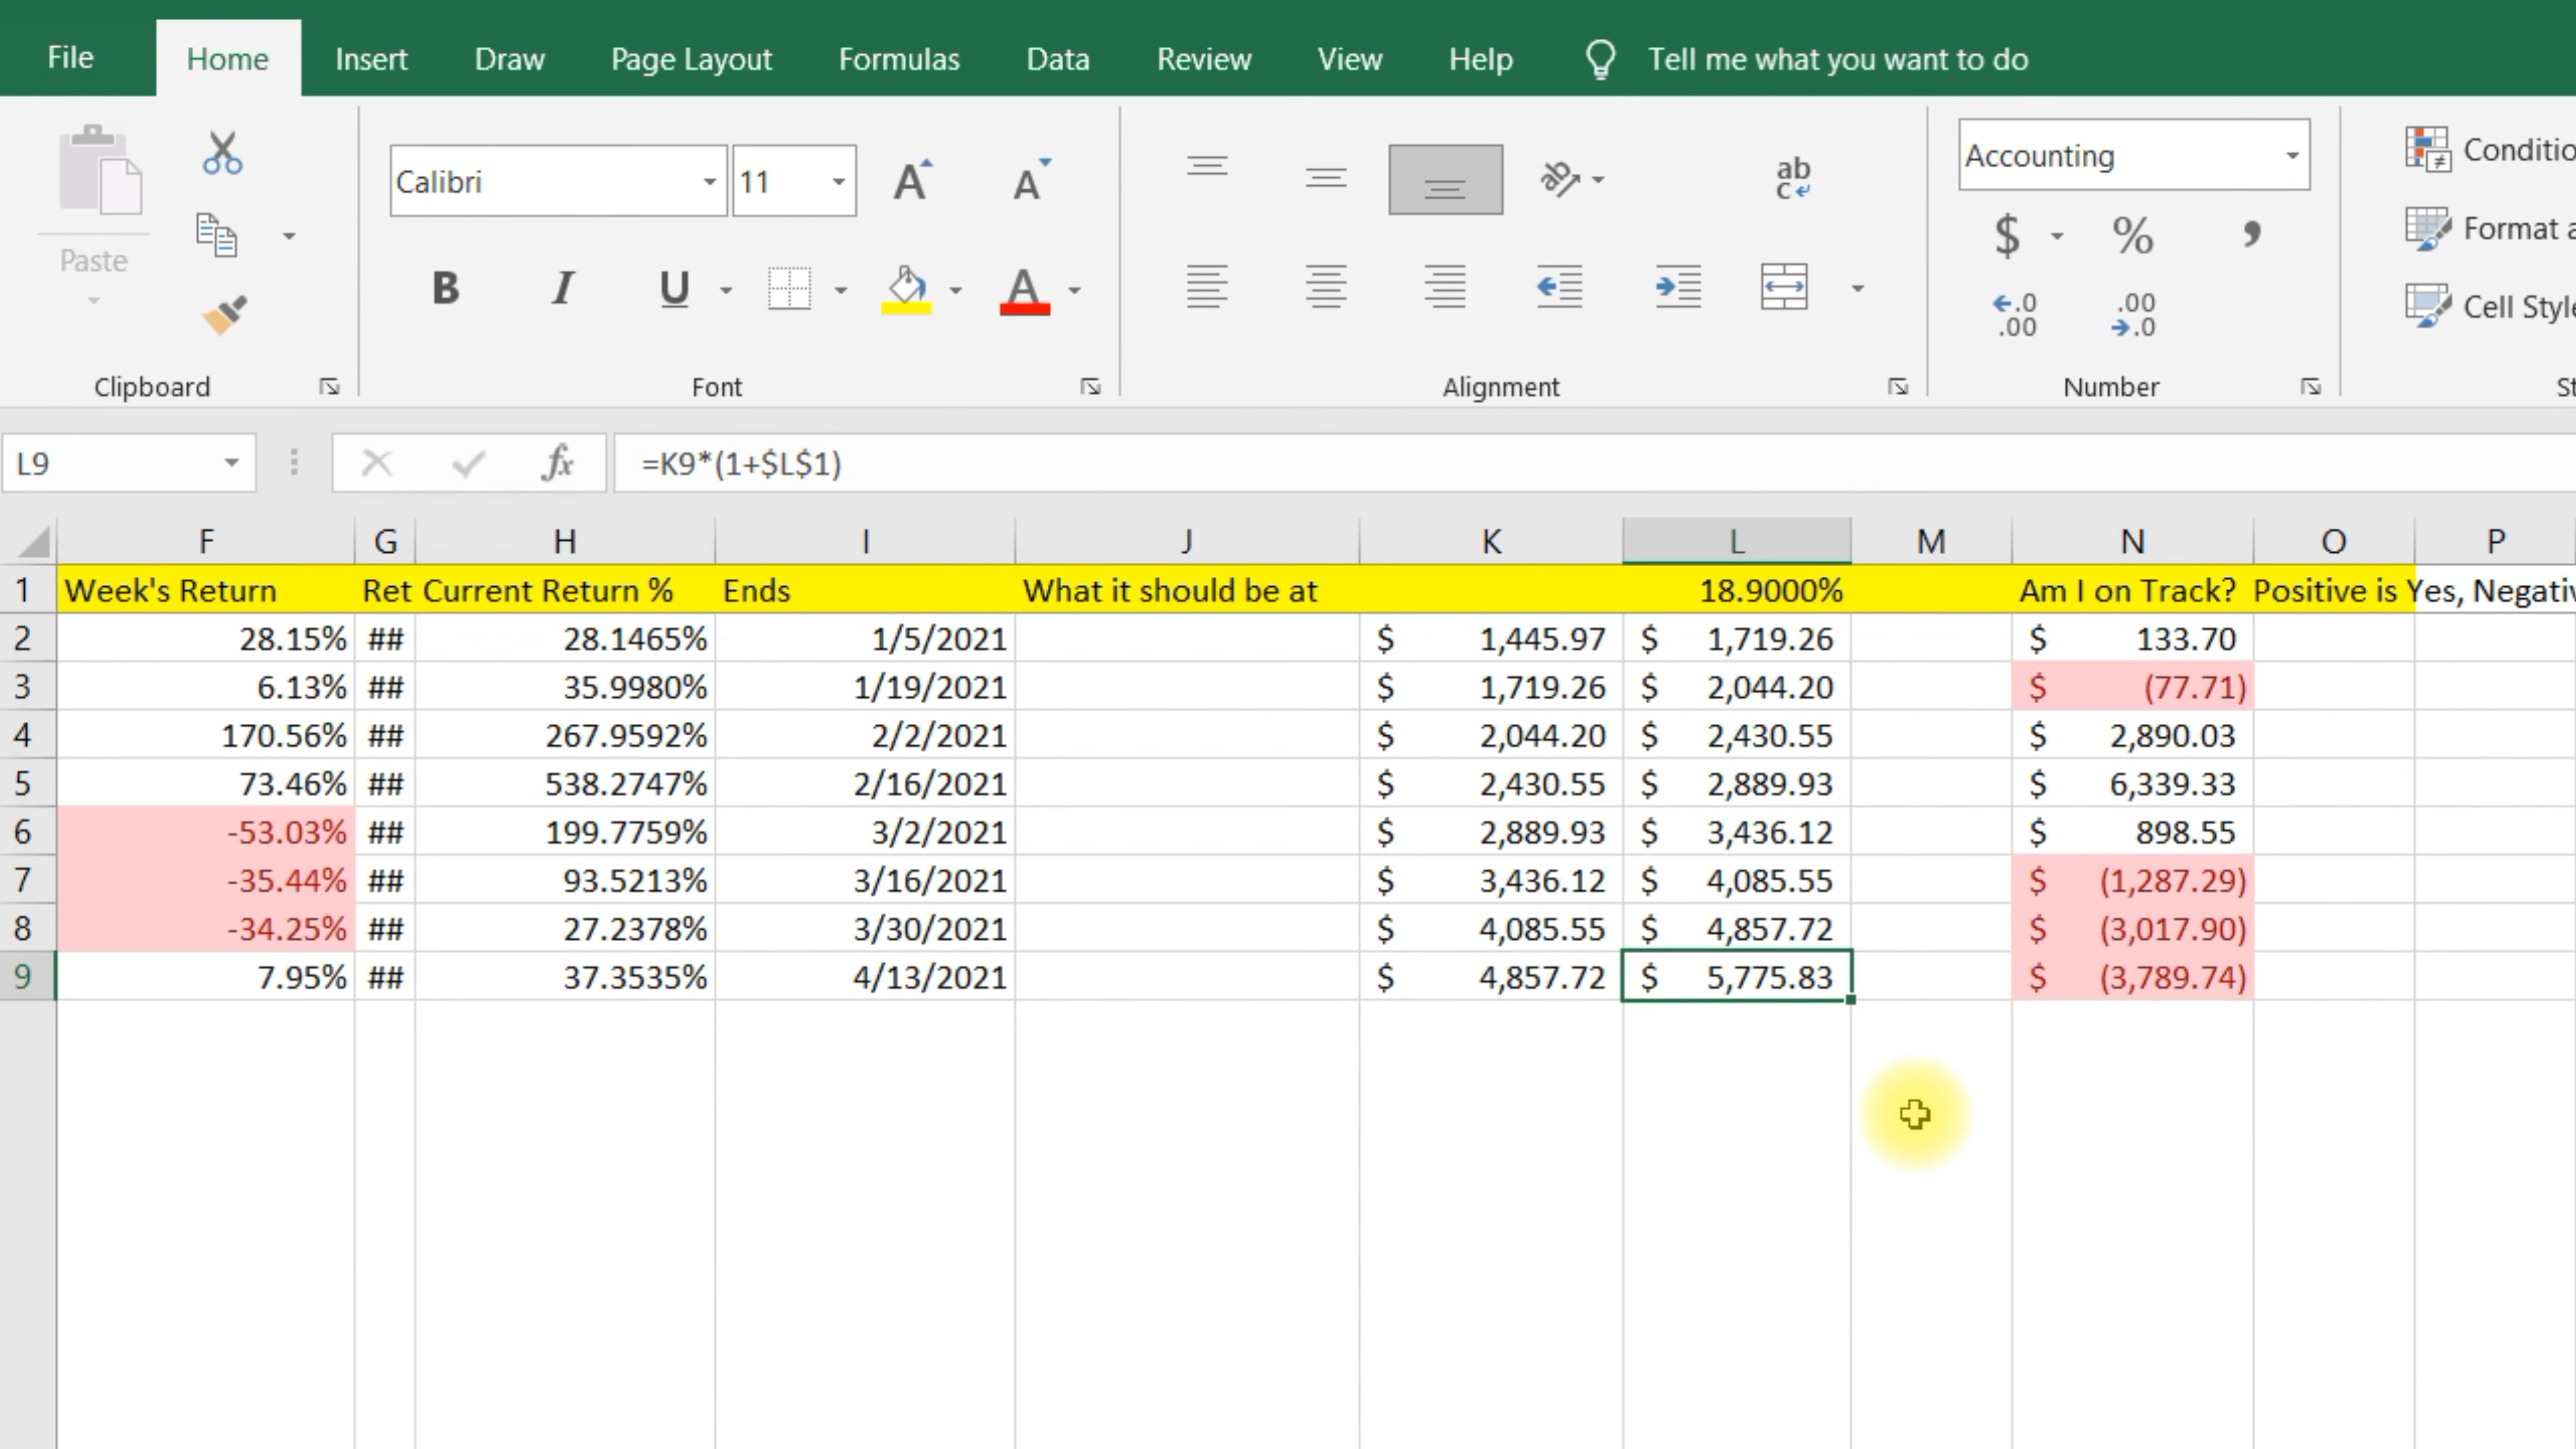 File Home Insert Draw Page Layout Formulas Data Review View Help Tell me what you want to do
Paste
Calibri 11
Accounting
Conditio
Format a
Cell Style
Clipboard Font Alignment Number St
L9 =K9*(1+$L$1)
F G H I J K L M N O P
1 Week's Return Ret Current Return % Ends What it should be at 18.9000% Am I on Track? Positive is Yes, Negativ
2 28.15% ## 28.1465% 1/5/2021 $ 1,445.97 $ 1,719.26 $ 133.70
3 6.13% ## 35.9980% 1/19/2021 $ 1,719.26 $ 2,044.20 $ (77.71)
4 170.56% ## 267.9592% 2/2/2021 $ 2,044.20 $ 2,430.55 $ 2,890.03
5 73.46% ## 538.2747% 2/16/2021 $ 2,430.55 $ 2,889.93 $ 6,339.33
6 -53.03% ## 199.7759% 3/2/2021 $ 2,889.93 $ 3,436.12 $ 898.55
7 -35.44% ## 93.5213% 3/16/2021 $ 3,436.12 $ 4,085.55 $ (1,287.29)
8 -34.25% ## 27.2378% 3/30/2021 $ 4,085.55 $ 4,857.72 $ (3,017.90)
9 7.95% ## 37.3535% 4/13/2021 $ 4,857.72 $ 5,775.83 $ (3,789.74)